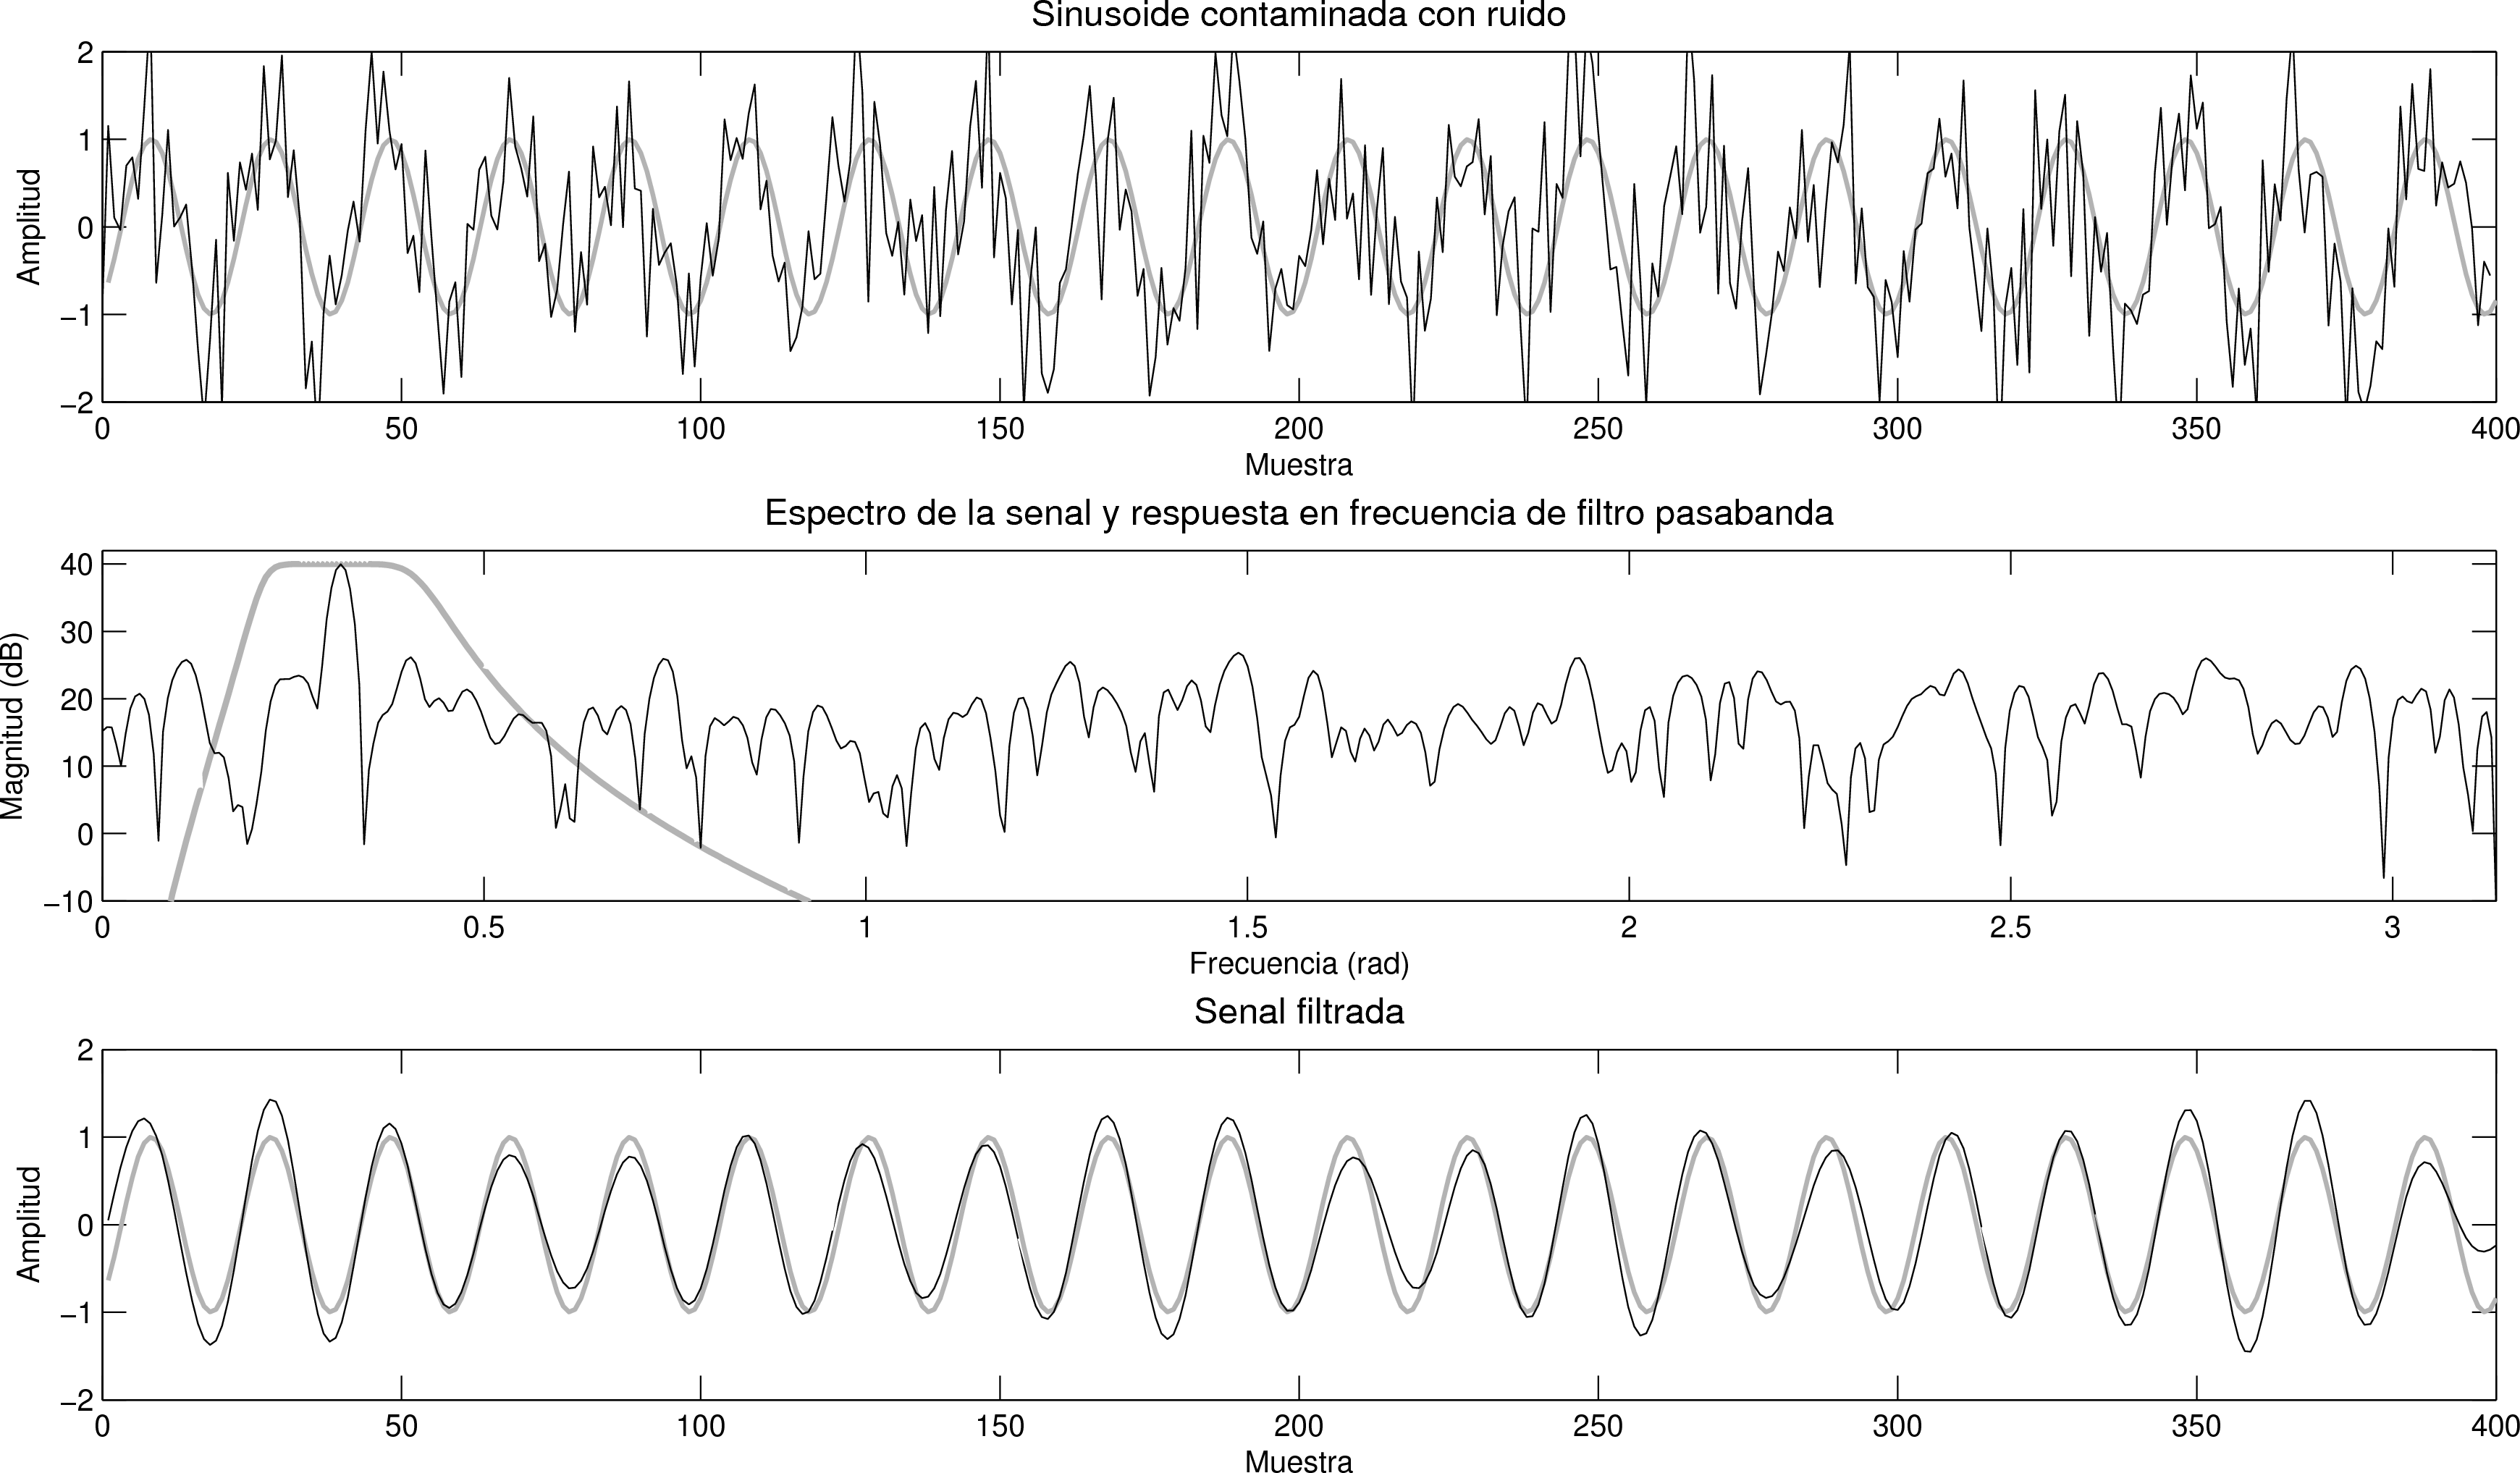 Sinusoide contaminada con ruido
Amplitud
2
1
0
−1
−2
0 50 100 150 200 250 300 350 400
Muestra
Espectro de la senal y respuesta en frecuencia de filtro pasabanda
Magnitud (dB)
40
30
20
10
0
−10
0 0.5 1 1.5 2 2.5 3
Frecuencia (rad)
Senal filtrada
Amplitud
2
1
0
−1
−2
0 50 100 150 200 250 300 350 400
Muestra